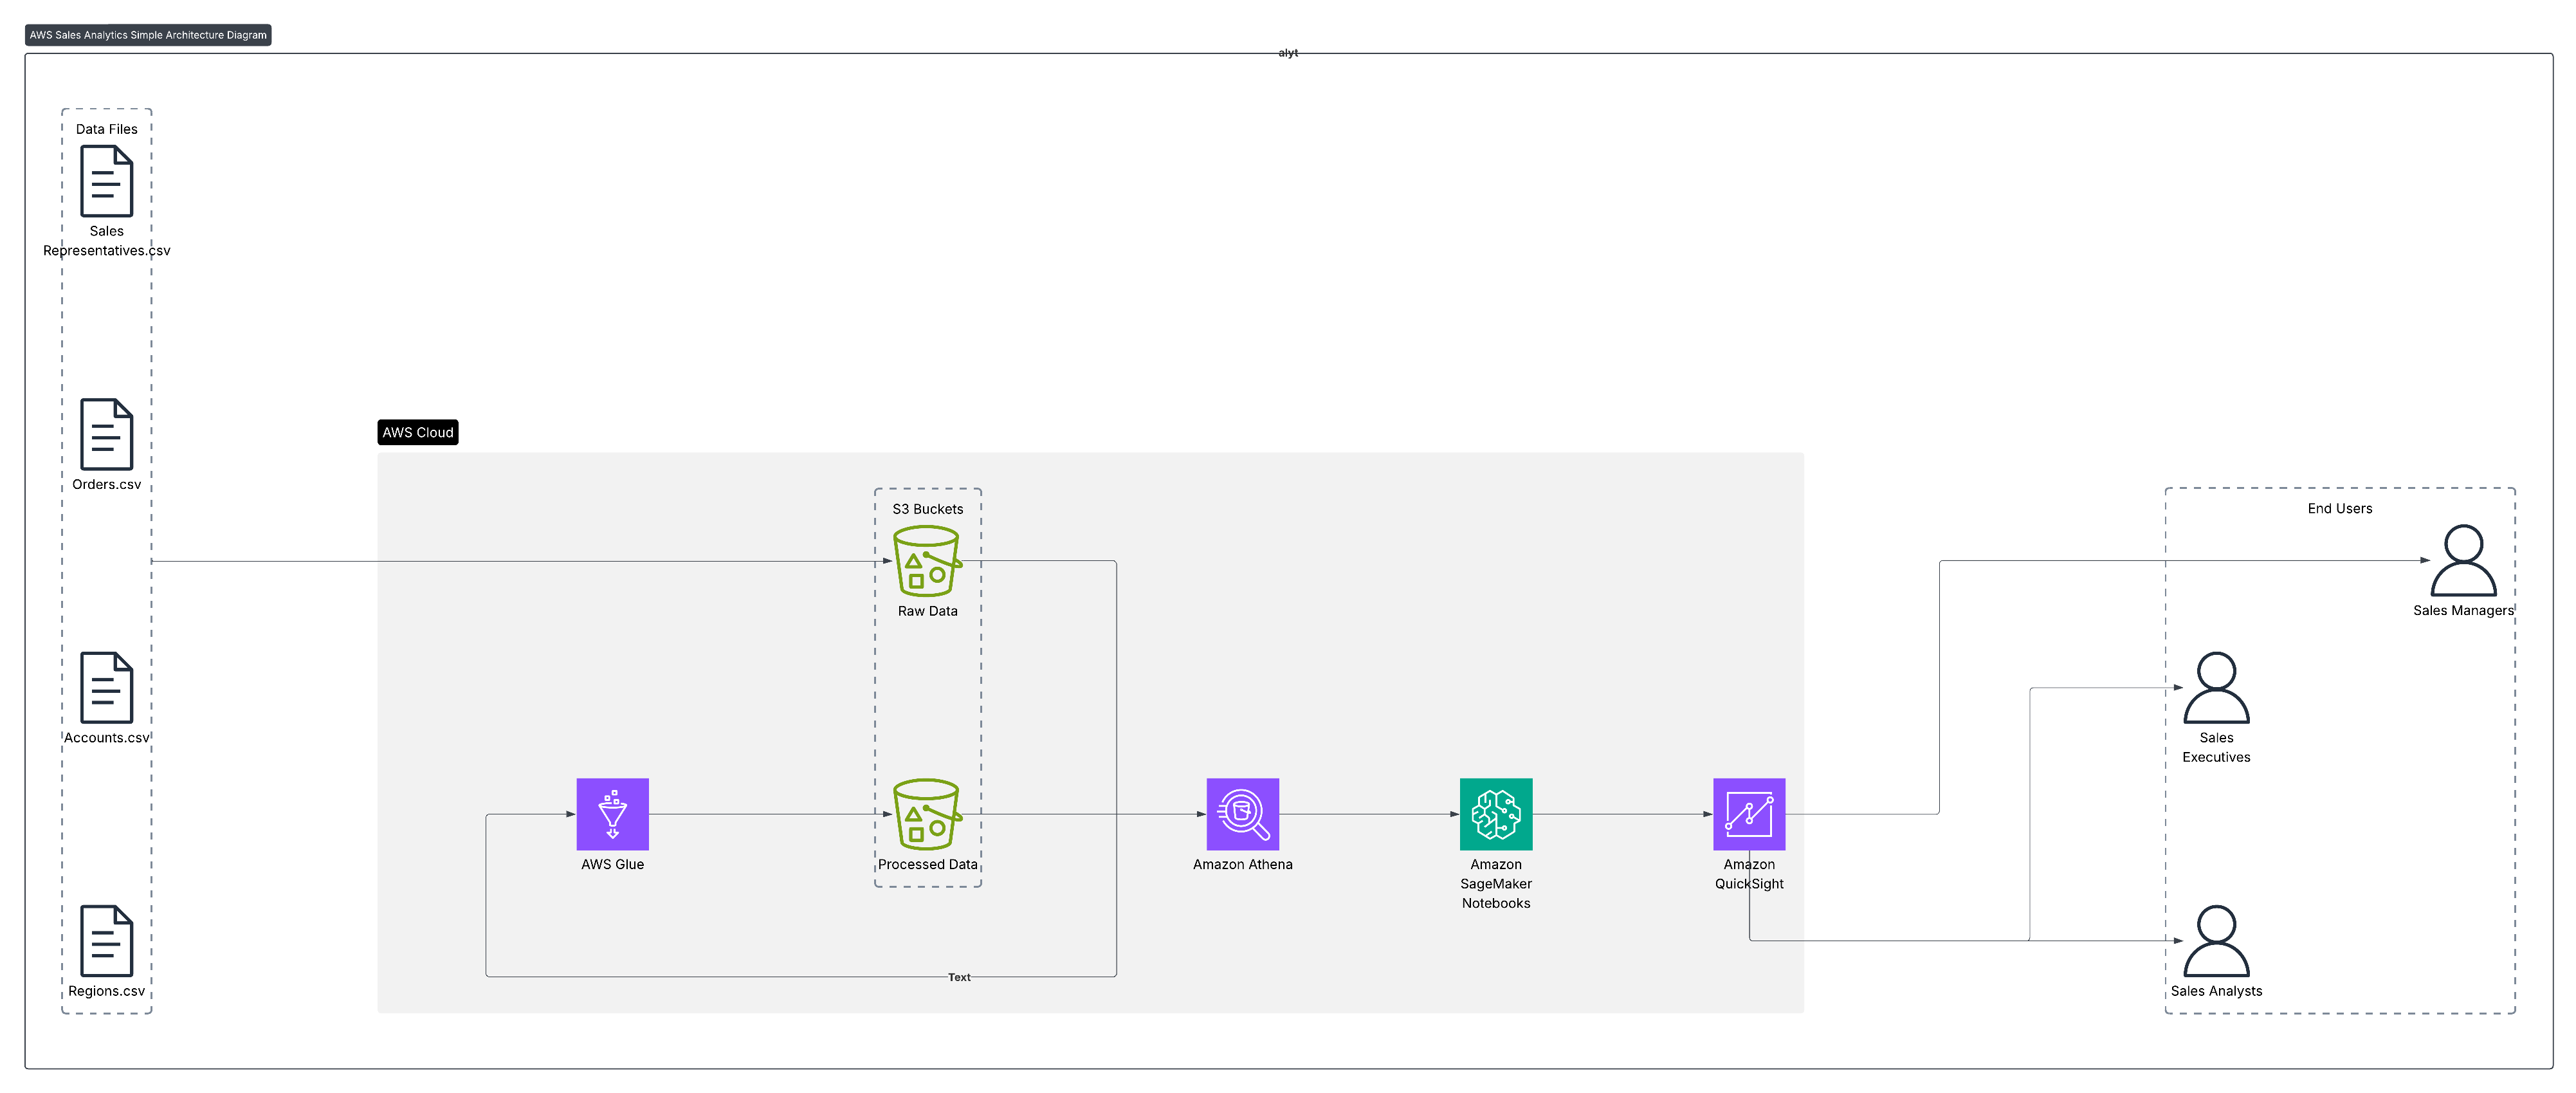 AWS Sales Analytics Simple Architecture Diagram
alyt
Data Files
Sales
Representatives.csv
Orders.csv
Accounts.csv
Regions.csv
AWS Cloud
S3 Buckets
Raw Data
AWS Glue
Processed Data
Amazon Athena
Amazon
SageMaker
Notebooks
Amazon
QuickSight
Text
End Users
Sales Managers
Sales
Executives
Sales Analysts